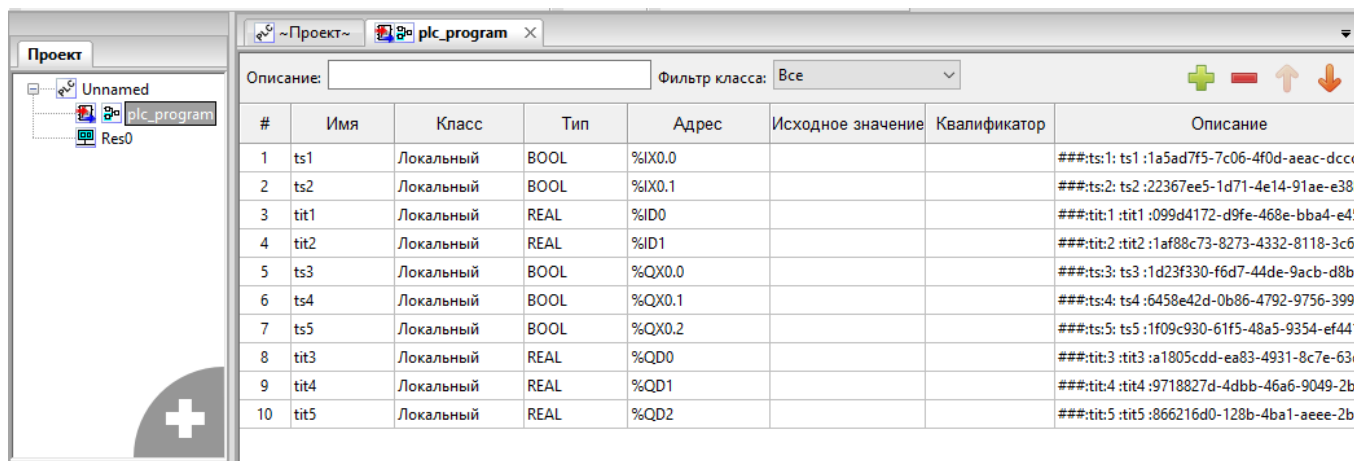 ~Проект~ plc_program
Проект
Unnamed
plc_program
Res0
Описание: Фильтр класса: Все
# Имя Класс Тип Адрес Исходное значение Квалификатор Описание
1 ts1 Локальный BOOL %IX0.0 ###:ts:1: ts1 :1a5ad7f5-7c06-4f0d-aeac-dccc
2 ts2 Локальный BOOL %IX0.1 ###:ts:2: ts2 :22367ee5-1d71-4e14-91ae-e38
3 tit1 Локальный REAL %ID0 ###:tit:1 :tit1 :099d4172-d9fe-468e-bba4-e45
4 tit2 Локальный REAL %ID1 ###:tit:2 :tit2 :1af88c73-8273-4332-8118-3c6
5 ts3 Локальный BOOL %QX0.0 ###:ts:3: ts3 :1d23f330-f6d7-44de-9acb-d8b
6 ts4 Локальный BOOL %QX0.1 ###:ts:4: ts4 :6458e42d-0b86-4792-9756-399
7 ts5 Локальный BOOL %QX0.2 ###:ts:5: ts5 :1f09c930-61f5-48a5-9354-ef44
8 tit3 Локальный REAL %QD0 ###:tit:3 :tit3 :a1805cdd-ea83-4931-8c7e-63
9 tit4 Локальный REAL %QD1 ###:tit:4 :tit4 :9718827d-4dbb-46a6-9049-2b
10 tit5 Локальный REAL %QD2 ###:tit:5 :tit5 :866216d0-128b-4ba1-aeee-2b